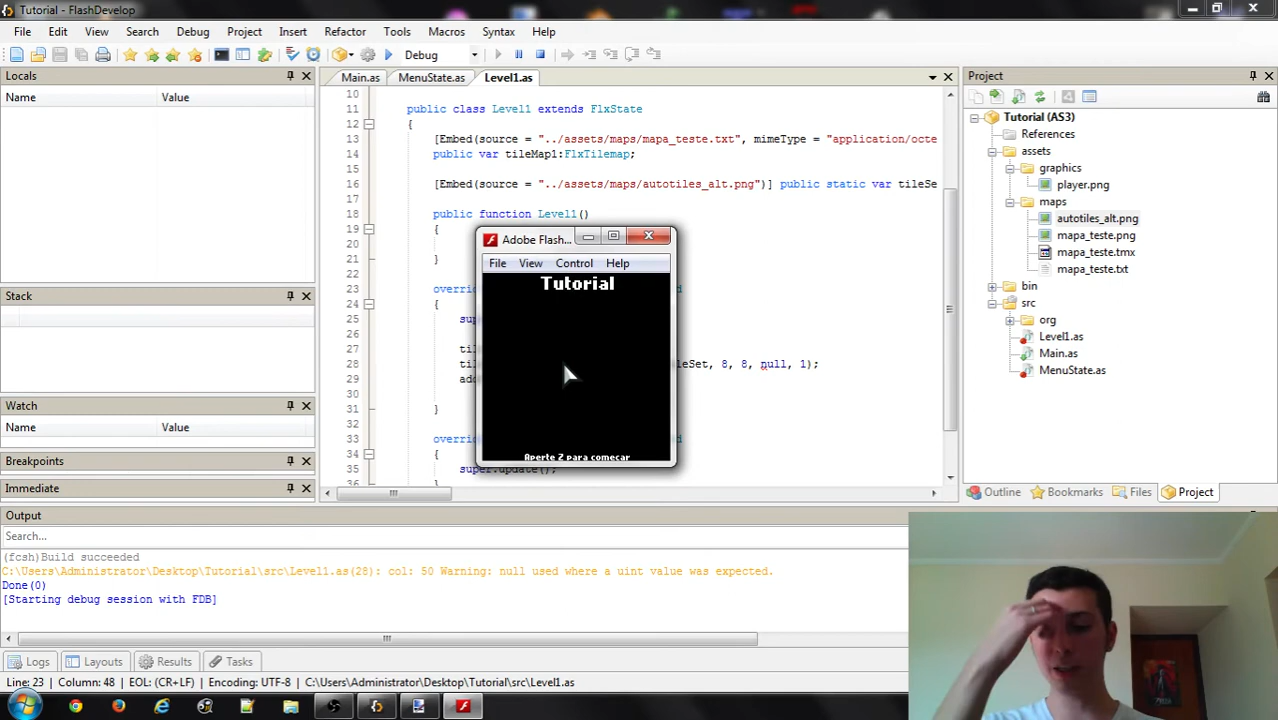 Tutorial - FlashDevelop
File Edit View Search Debug Project Insert Refactor Tools Macros Syntax Help
Debug
Locals
Name Value
Stack
Name
Watch
Name Value
Breakpoints
Immediate
Main.as MenuState.as Level1.as
10
11 public class Level1 extends FlxState
12 {
13 [Embed(source = "../assets/maps/mapa_teste.txt", mimeType = "application/octe
14 public var tileMap1:FlxTilemap;
15
16 [Embed(source = "../assets/maps/autotiles_alt.png")] public static var tileSe
17
18 public function Level1()
19 {
20
21 }
22
23 override d
24 {
25 sup
26
27 til
28 til leSet, 8, 8, null, 1);
29 add
30
31 }
32
33 override d
34 {
35 super.update();
36 }
Adobe Flash...
File View Control Help
Tutorial
Aperte Z para comecar
Project
Tutorial (AS3)
References
assets
graphics
player.png
maps
autotiles_alt.png
mapa_teste.png
mapa_teste.tmx
mapa_teste.txt
bin
src
org
Level1.as
Main.as
MenuState.as
Outline Bookmarks Files Project
Output
Search...
(fcsh)Build succeeded
C:\Users\Administrator\Desktop\Tutorial\src\Level1.as(28): col: 50 Warning: null used where a uint value was expected.
Done(0)
[Starting debug session with FDB]
Logs Layouts Results Tasks
Line: 23 Column: 48 EOL: (CR+LF) Encoding: UTF-8 C:\Users\Administrator\Desktop\Tutorial\src\Level1.as